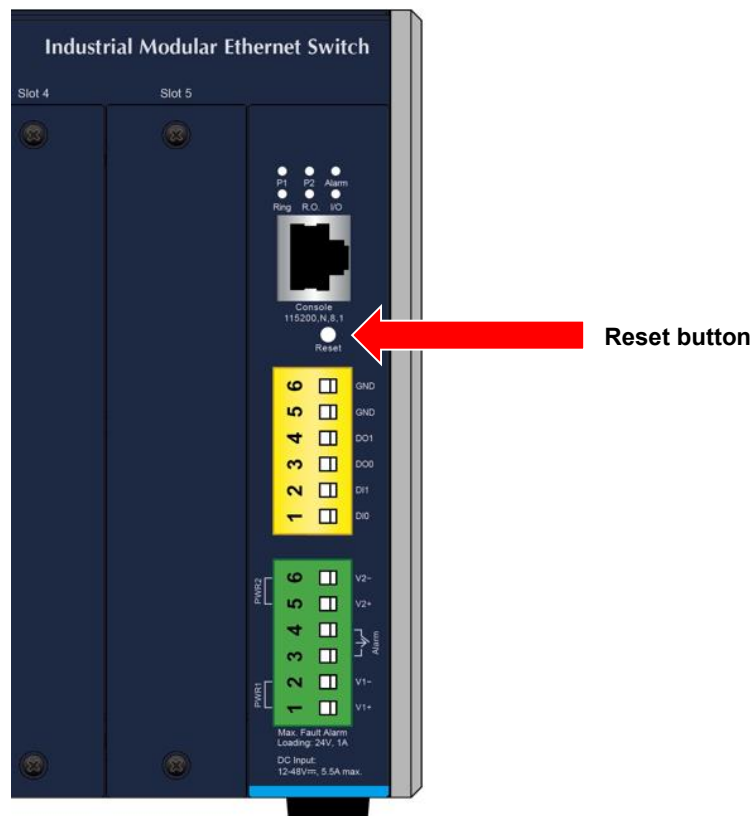 Industrial Modular Ethernet Switch
Slot 4 Slot 5
P1 P2 Alarm
Ring R.O. I/O
Console
115200,N,8,1
Reset
Reset button
6 GND
5 GND
4 DO1
3 DO0
2 DI1
1 DI0
PWR2
6 V2-
5 V2+
4
3
Alarm
PWR1
2 V1-
1 V1+
Max. Fault Alarm
Loading: 24V, 1A
DC Input:
12-48V⎓, 5.5A max.